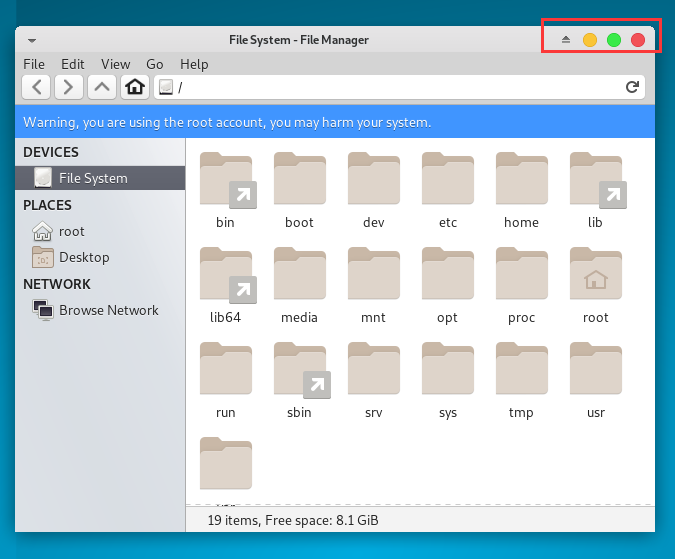 File System - File Manager
File Edit View Go Help
/
Warning, you are using the root account, you may harm your system.
DEVICES
File System
PLACES
root
Desktop
NETWORK
Browse Network
bin boot dev etc home lib
lib64 media mnt opt proc root
run sbin srv sys tmp usr
19 items, Free space: 8.1 GiB